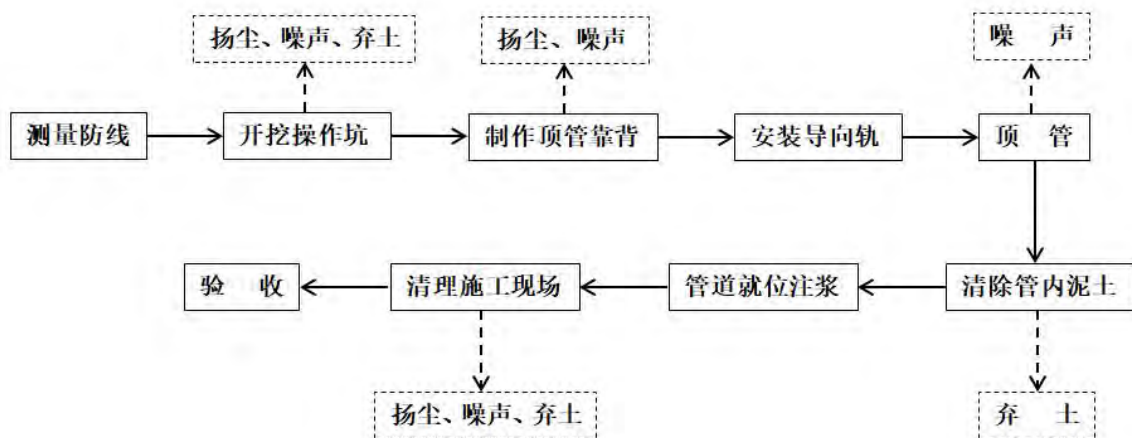 扬尘、噪声、弃土
扬尘、噪声
噪 声
测量防线
开挖操作坑
制作顶管靠背
安装导向轨
顶 管
验 收
清理施工现场
管道就位注浆
清除管内泥土
扬尘、噪声、弃土
弃 土